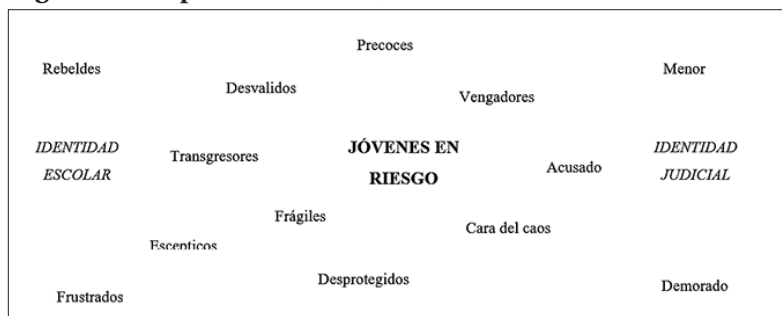 Precoces
Rebeldes
Menor
Desvalidos
Vengadores
IDENTIDAD
ESCOLAR
Transgresores
JÓVENES EN
RIESGO
Acusado
IDENTIDAD
JUDICIAL
Frágiles
Cara del caos
Escepticos
Desprotegidos
Demorado
Frustrados